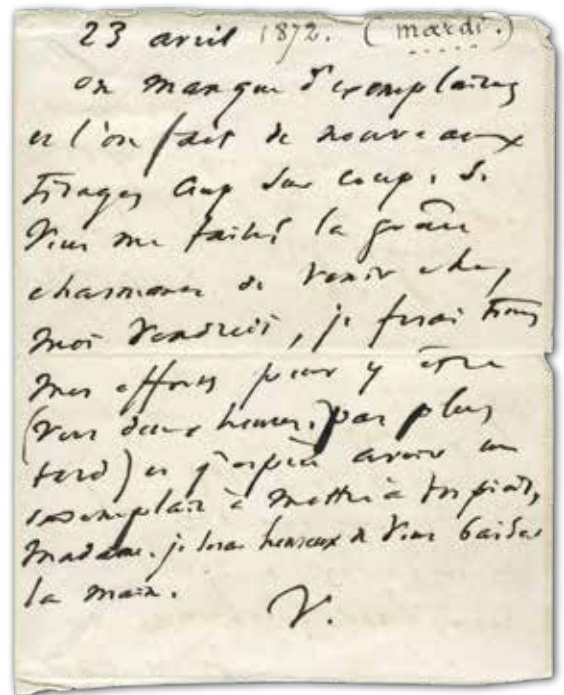 23 avril 1872. (mardi.)
on manque d'exemplaires
et l'on fait de nouveaux
tirages coup sur coup. Si
vous me faites la grâce
charmante de venir chez
moi vendredi, je ferai tous
mes efforts pour y être
(vers deux heures, pas plus
tard) et j'espère avoir un
exemplaire à mettre à vos pieds,
madame. je serai heureux de vous baiser
la main.
V.